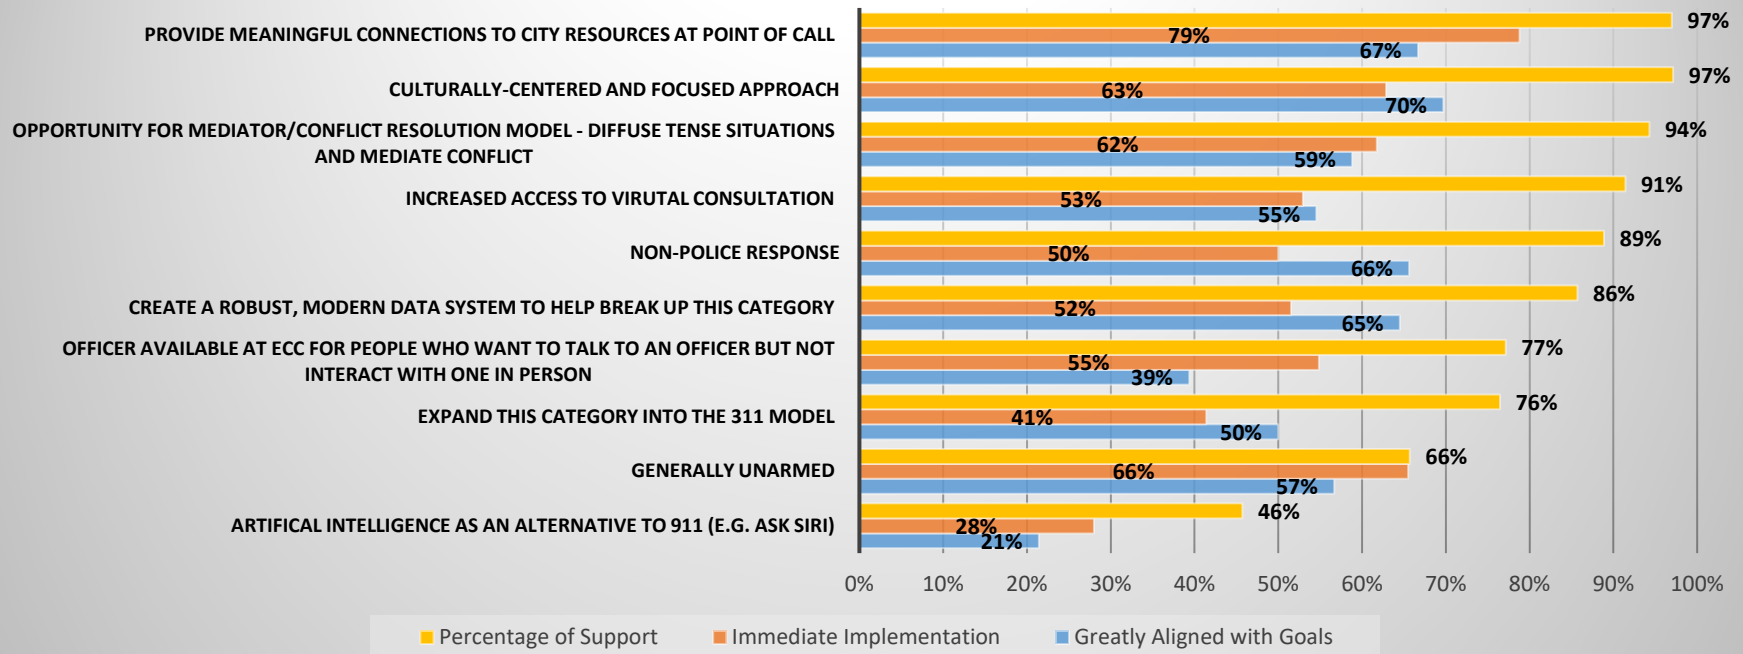 PROVIDE MEANINGFUL CONNECTIONS TO CITY RESOURCES AT POINT OF CALL
97%
79%
67%
CULTURALLY-CENTERED AND FOCUSED APPROACH
97%
63%
70%
OPPORTUNITY FOR MEDIATOR/CONFLICT RESOLUTION MODEL - DIFFUSE TENSE SITUATIONS
AND MEDIATE CONFLICT
94%
62%
59%
INCREASED ACCESS TO VIRUTAL CONSULTATION
91%
53%
55%
NON-POLICE RESPONSE
89%
50%
66%
CREATE A ROBUST, MODERN DATA SYSTEM TO HELP BREAK UP THIS CATEGORY
86%
52%
65%
OFFICER AVAILABLE AT ECC FOR PEOPLE WHO WANT TO TALK TO AN OFFICER BUT NOT
INTERACT WITH ONE IN PERSON
77%
55%
39%
EXPAND THIS CATEGORY INTO THE 311 MODEL
76%
41%
50%
GENERALLY UNARMED
66%
66%
57%
ARTIFICAL INTELLIGENCE AS AN ALTERNATIVE TO 911 (E.G. ASK SIRI)
46%
28%
21%
0% 10% 20% 30% 40% 50% 60% 70% 80% 90% 100%
Percentage of Support Immediate Implementation Greatly Aligned with Goals